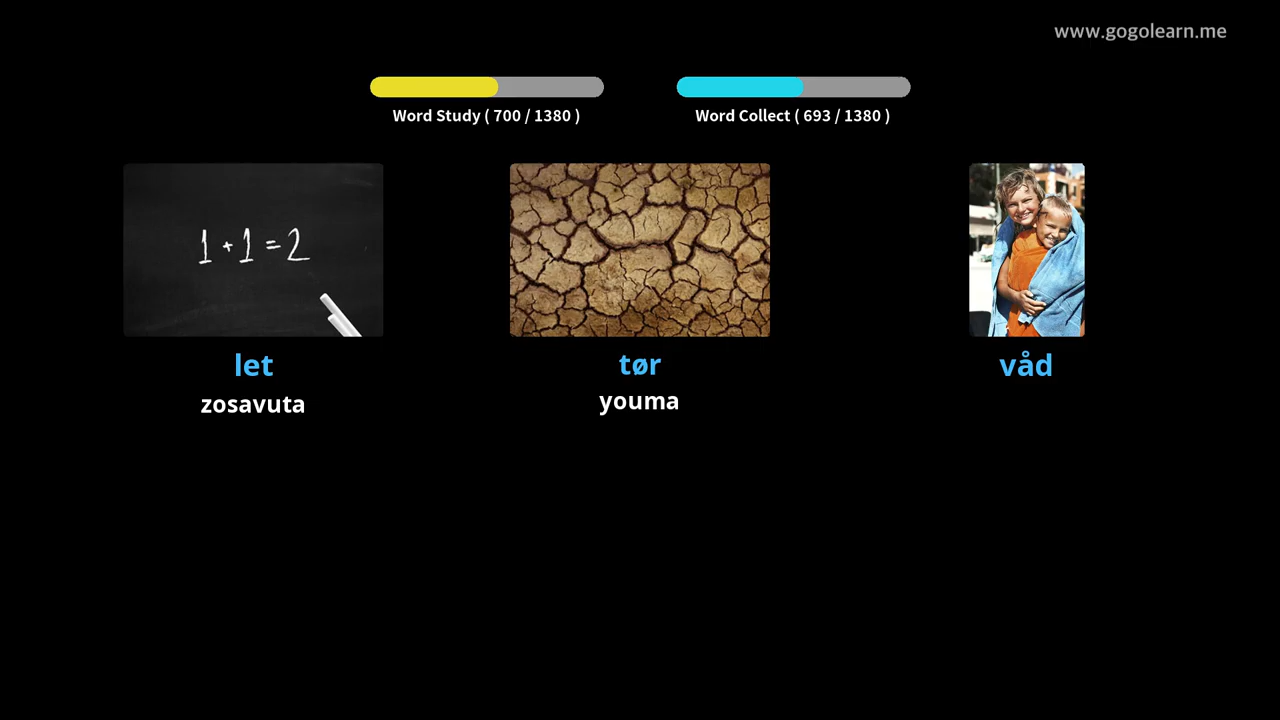 www.gogolearn.me
Word Study ( 700 / 1380 )
Word Collect ( 693 / 1380 )
1 + 1 = 2
let
tør
våd
zosavuta
youma